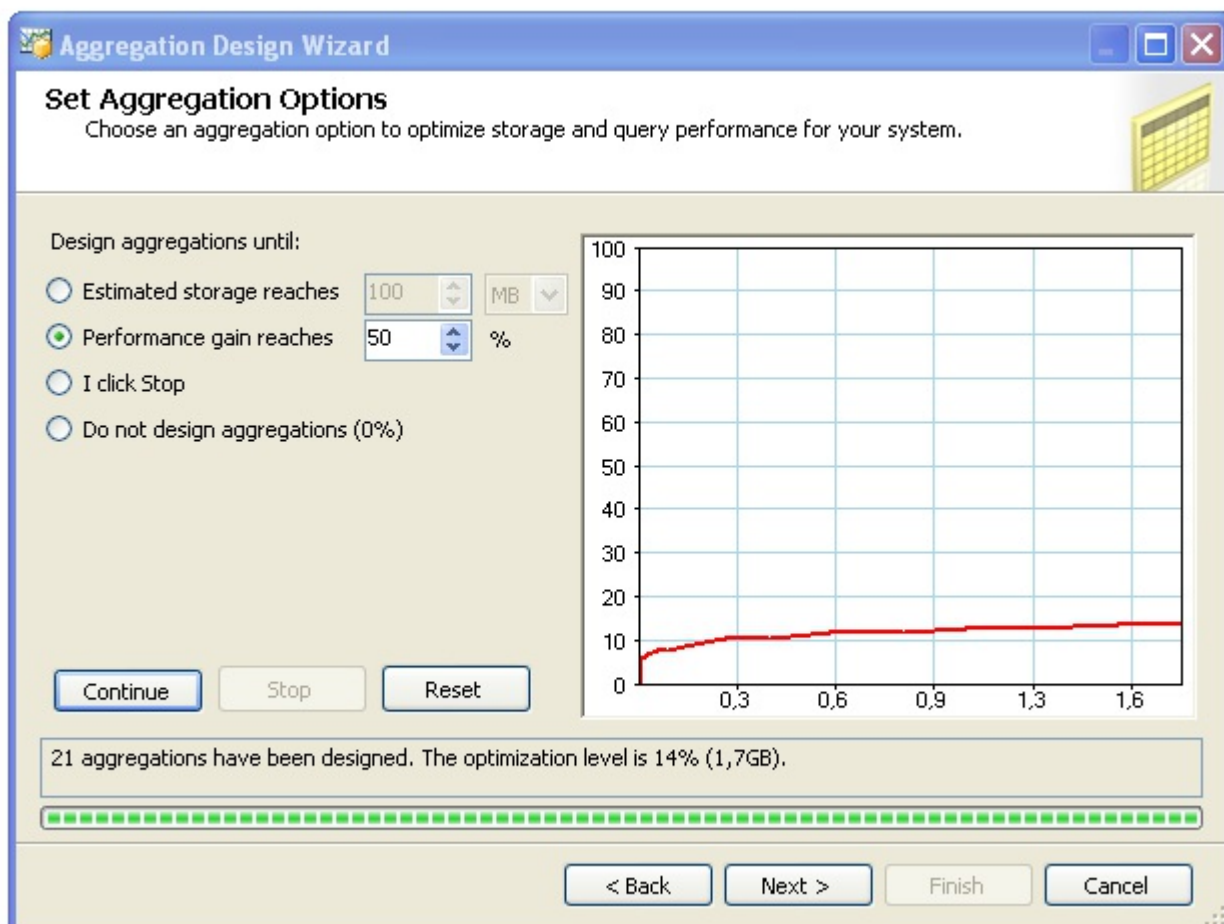 Aggregation Design Wizard
Set Aggregation Options
Choose an aggregation option to optimize storage and query performance for your system.
Design aggregations until:
Estimated storage reaches 100 MB
Performance gain reaches 50 %
I click Stop
Do not design aggregations (0%)
Continue Stop Reset
100
90
80
70
60
50
40
30
20
10
0
0,3 0,6 0,9 1,3 1,6
21 aggregations have been designed. The optimization level is 14% (1,7GB).
< Back Next > Finish Cancel